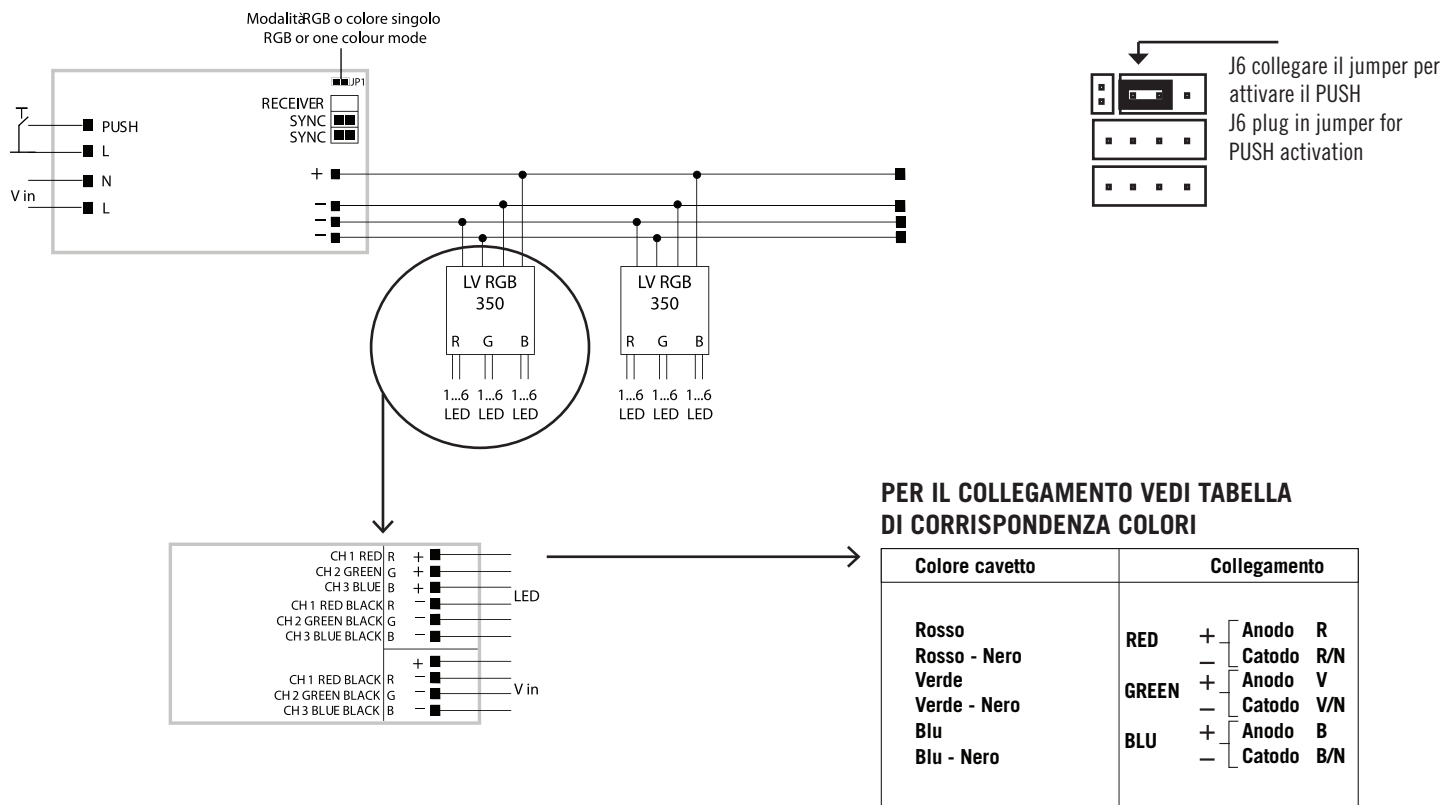 Modalità RGB o colore singolo
RGB or one colour mode
JP1
RECEIVER
SYNC
SYNC
PUSH
L
N
L
V in
+
−
−
−
LV RGB
350
R G B
1...6 1...6 1...6
LED LED LED
LV RGB
350
R G B
1...6 1...6 1...6
LED LED LED
J6 collegare il jumper per
attivare il PUSH
J6 plug in jumper for
PUSH activation
CH 1 RED R +
CH 2 GREEN G +
CH 3 BLUE B +
CH 1 RED BLACK R −
CH 2 GREEN BLACK G −
CH 3 BLUE BLACK B −
LED
+
CH 1 RED BLACK R −
CH 2 GREEN BLACK G −
CH 3 BLUE BLACK B −
V in
PER IL COLLEGAMENTO VEDI TABELLA
DI CORRISPONDENZA COLORI
Colore cavetto Collegamento
Rosso RED + Anodo R
Rosso - Nero − Catodo R/N
Verde GREEN + Anodo V
Verde - Nero − Catodo V/N
Blu BLU + Anodo B
Blu - Nero − Catodo B/N